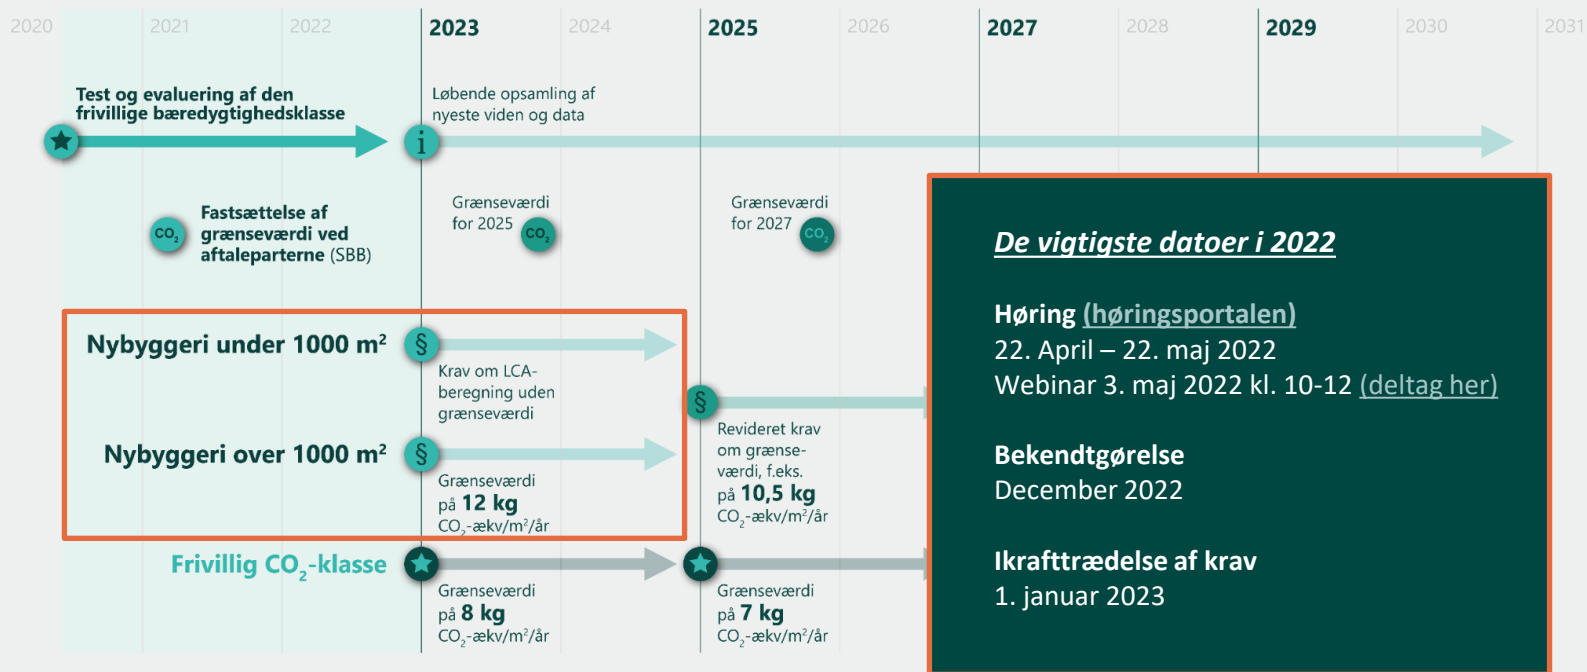 2020 2021 2022 2023 2024 2025 2026 2027 2028 2029 2030 2031
Test og evaluering af den
frivillige bæredygtighedsklasse
Løbende opsamling af
nyeste viden og data
i
CO₂
Fastsættelse af
grænseværdi ved
aftaleparterne (SBB)
Grænseværdi
for 2025
CO₂
Grænseværdi
for 2027
CO₂
Nybyggeri under 1000 m²
§
Krav om LCA-
beregning uden
grænseværdi
Nybyggeri over 1000 m²
§
Grænseværdi
på 12 kg
CO₂-ækv/m²/år
§
Revideret krav
om grænse-
værdi, f.eks.
på 10,5 kg
CO₂-ækv/m²/år
Frivillig CO₂-klasse
Grænseværdi
på 8 kg
CO₂-ækv/m²/år
Grænseværdi
på 7 kg
CO₂-ækv/m²/år
De vigtigste datoer i 2022
Høring (høringsportalen)
22. April – 22. maj 2022
Webinar 3. maj 2022 kl. 10-12 (deltag her)
Bekendtgørelse
December 2022
Ikrafttrædelse af krav
1. januar 2023